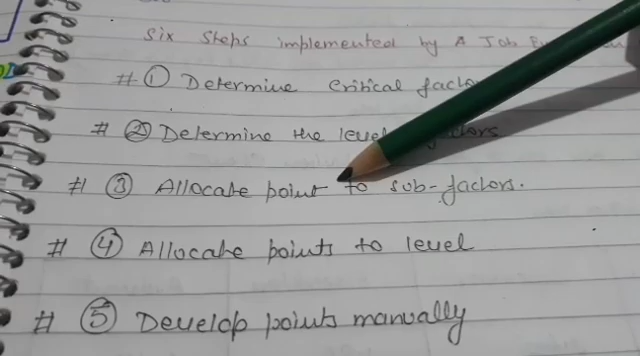 Six Steps implemented by A Job
# ① Determine Critical
# ② Determine the level
# ③ Allocate point to sub-factors.
# ④ Allocate points to level
# ⑤ Develop points manually